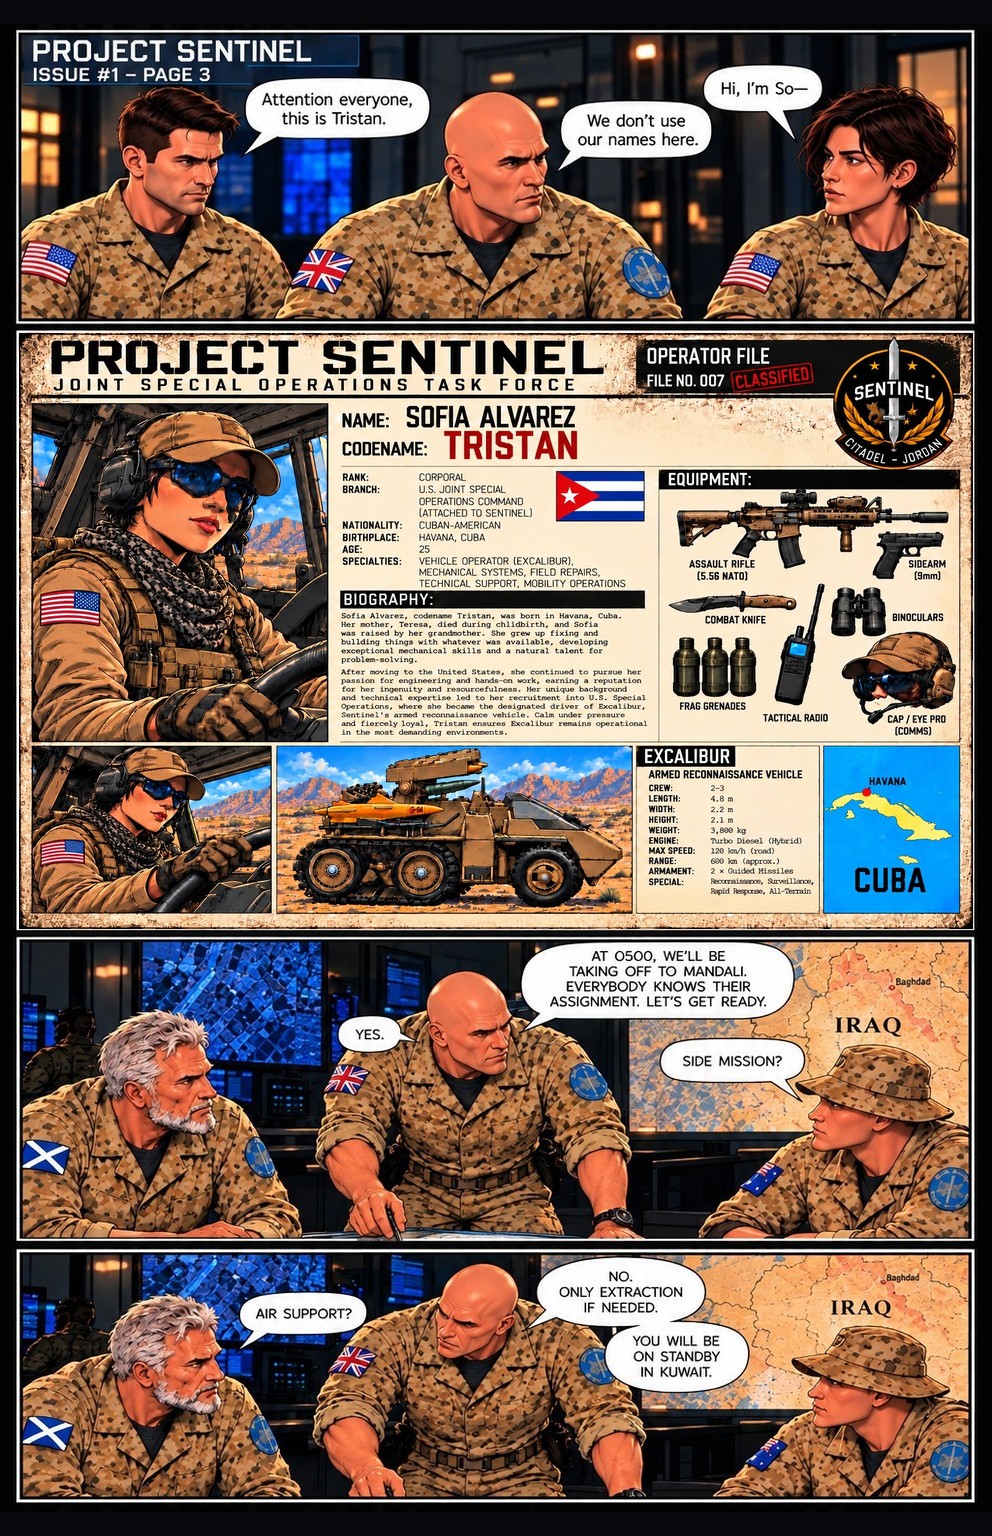 PROJECT SENTINEL
ISSUE #1 – PAGE 3
Attention everyone,
this is Tristan.
We don't use
our names here.
Hi, I'm So—
PROJECT SENTINEL
JOINT SPECIAL OPERATIONS TASK FORCE
OPERATOR FILE
FILE NO. 007 CLASSIFIED
SENTINEL
CITADEL – JORDAN
NAME: SOFIA ALVAREZ
CODENAME: TRISTAN
RANK: CORPORAL
BRANCH: U.S. JOINT SPECIAL
OPERATIONS COMMAND
(ATTACHED TO SENTINEL)
NATIONALITY: CUBAN-AMERICAN
BIRTHPLACE: HAVANA, CUBA
AGE: 25
SPECIALTIES: VEHICLE OPERATOR (EXCALIBUR),
MECHANICAL SYSTEMS, FIELD REPAIRS,
TECHNICAL SUPPORT, MOBILITY OPERATIONS
BIOGRAPHY:
Sofia Alvarez, codename Tristan, was born in Havana, Cuba.
Her mother, Teresa, died during childbirth, and Sofia
was raised by her grandmother. She grew up fixing and
building things with whatever was available, developing
exceptional mechanical skills and a natural talent for
problem-solving.
After moving to the United States, she continued to pursue her
passion for engineering and hands-on work, earning a reputation
for her ingenuity and resourcefulness. Her unique background
and technical expertise led to her recruitment into U.S. Special
Operations, where she became the designated driver of Excalibur,
Sentinel's armed reconnaissance vehicle. Calm under pressure
and fiercely loyal, Tristan ensures Excalibur remains operational
in the most demanding environments.
EQUIPMENT:
ASSAULT RIFLE
(5.56 NATO)
SIDEARM
(9mm)
COMBAT KNIFE
BINOCULARS
FRAG GRENADES
TACTICAL RADIO
CAP / EYE PRO
(COMMS)
EXCALIBUR
ARMED RECONNAISSANCE VEHICLE
CREW: 2-3
LENGTH: 4.8 m
WIDTH: 2.2 m
HEIGHT: 2.1 m
WEIGHT: 3,800 kg
ENGINE: Turbo Diesel (Hybrid)
MAX SPEED: 120 km/h (road)
RANGE: 600 km (approx.)
ARMAMENT: 2 × Guided Missiles
SPECIAL: Reconnaissance, Surveillance,
Rapid Response, All-Terrain
HAVANA
CUBA
AT 0500, WE'LL BE
TAKING OFF TO MANDALI.
EVERYBODY KNOWS THEIR
ASSIGNMENT. LET'S GET READY.
YES.
SIDE MISSION?
Baghdad
IRAQ
AIR SUPPORT?
NO.
ONLY EXTRACTION
IF NEEDED.
YOU WILL BE
ON STANDBY
IN KUWAIT.
Baghdad
IRAQ